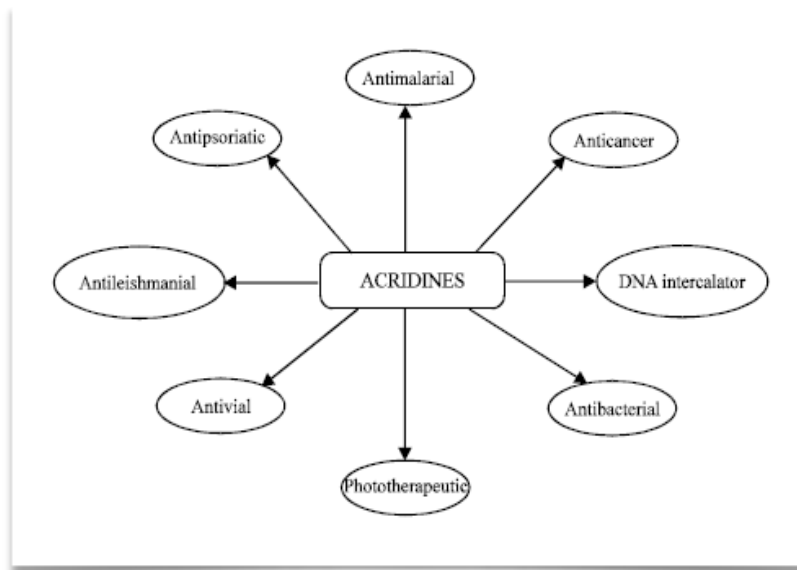 Antimalarial
Antipsoriatic
Anticancer
Antileishmanial
ACRIDINES
DNA intercalator
Antivial
Antibacterial
Phototherapeutic